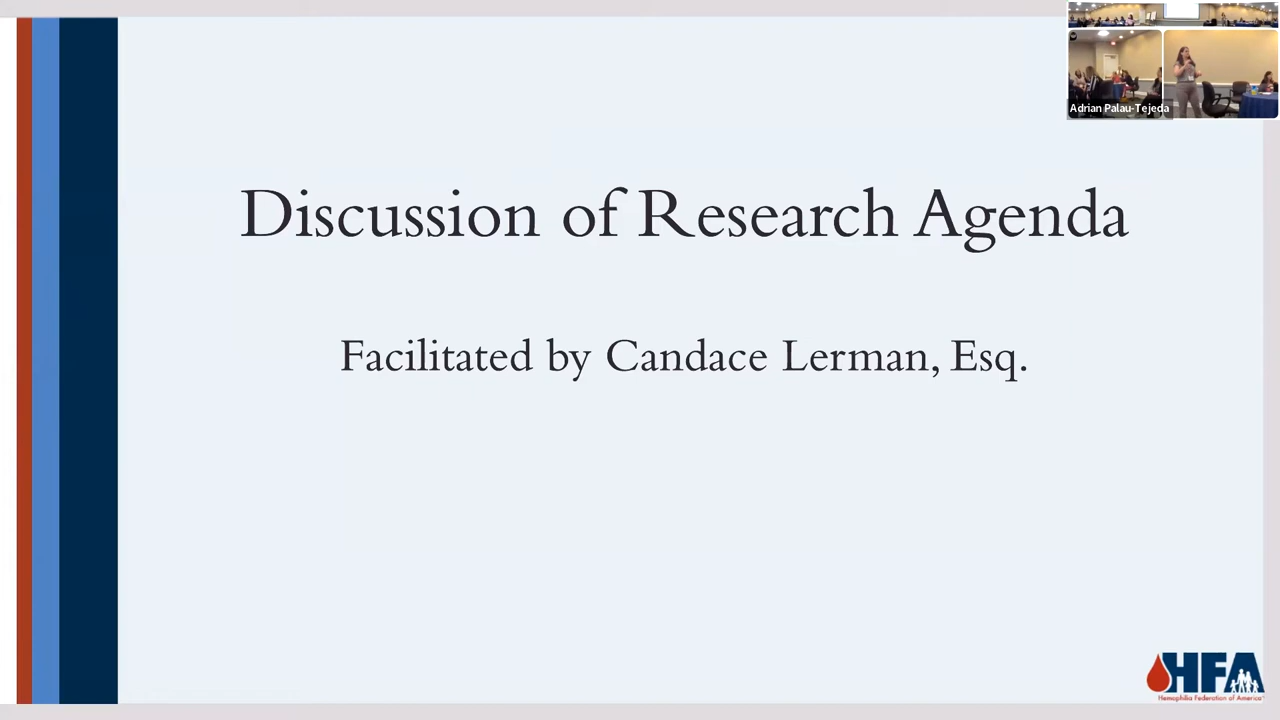 Adrian Palau-Tejeda
Discussion of Research Agenda
Facilitated by Candace Lerman, Esq.
HFA
Hemophilia Federation of America